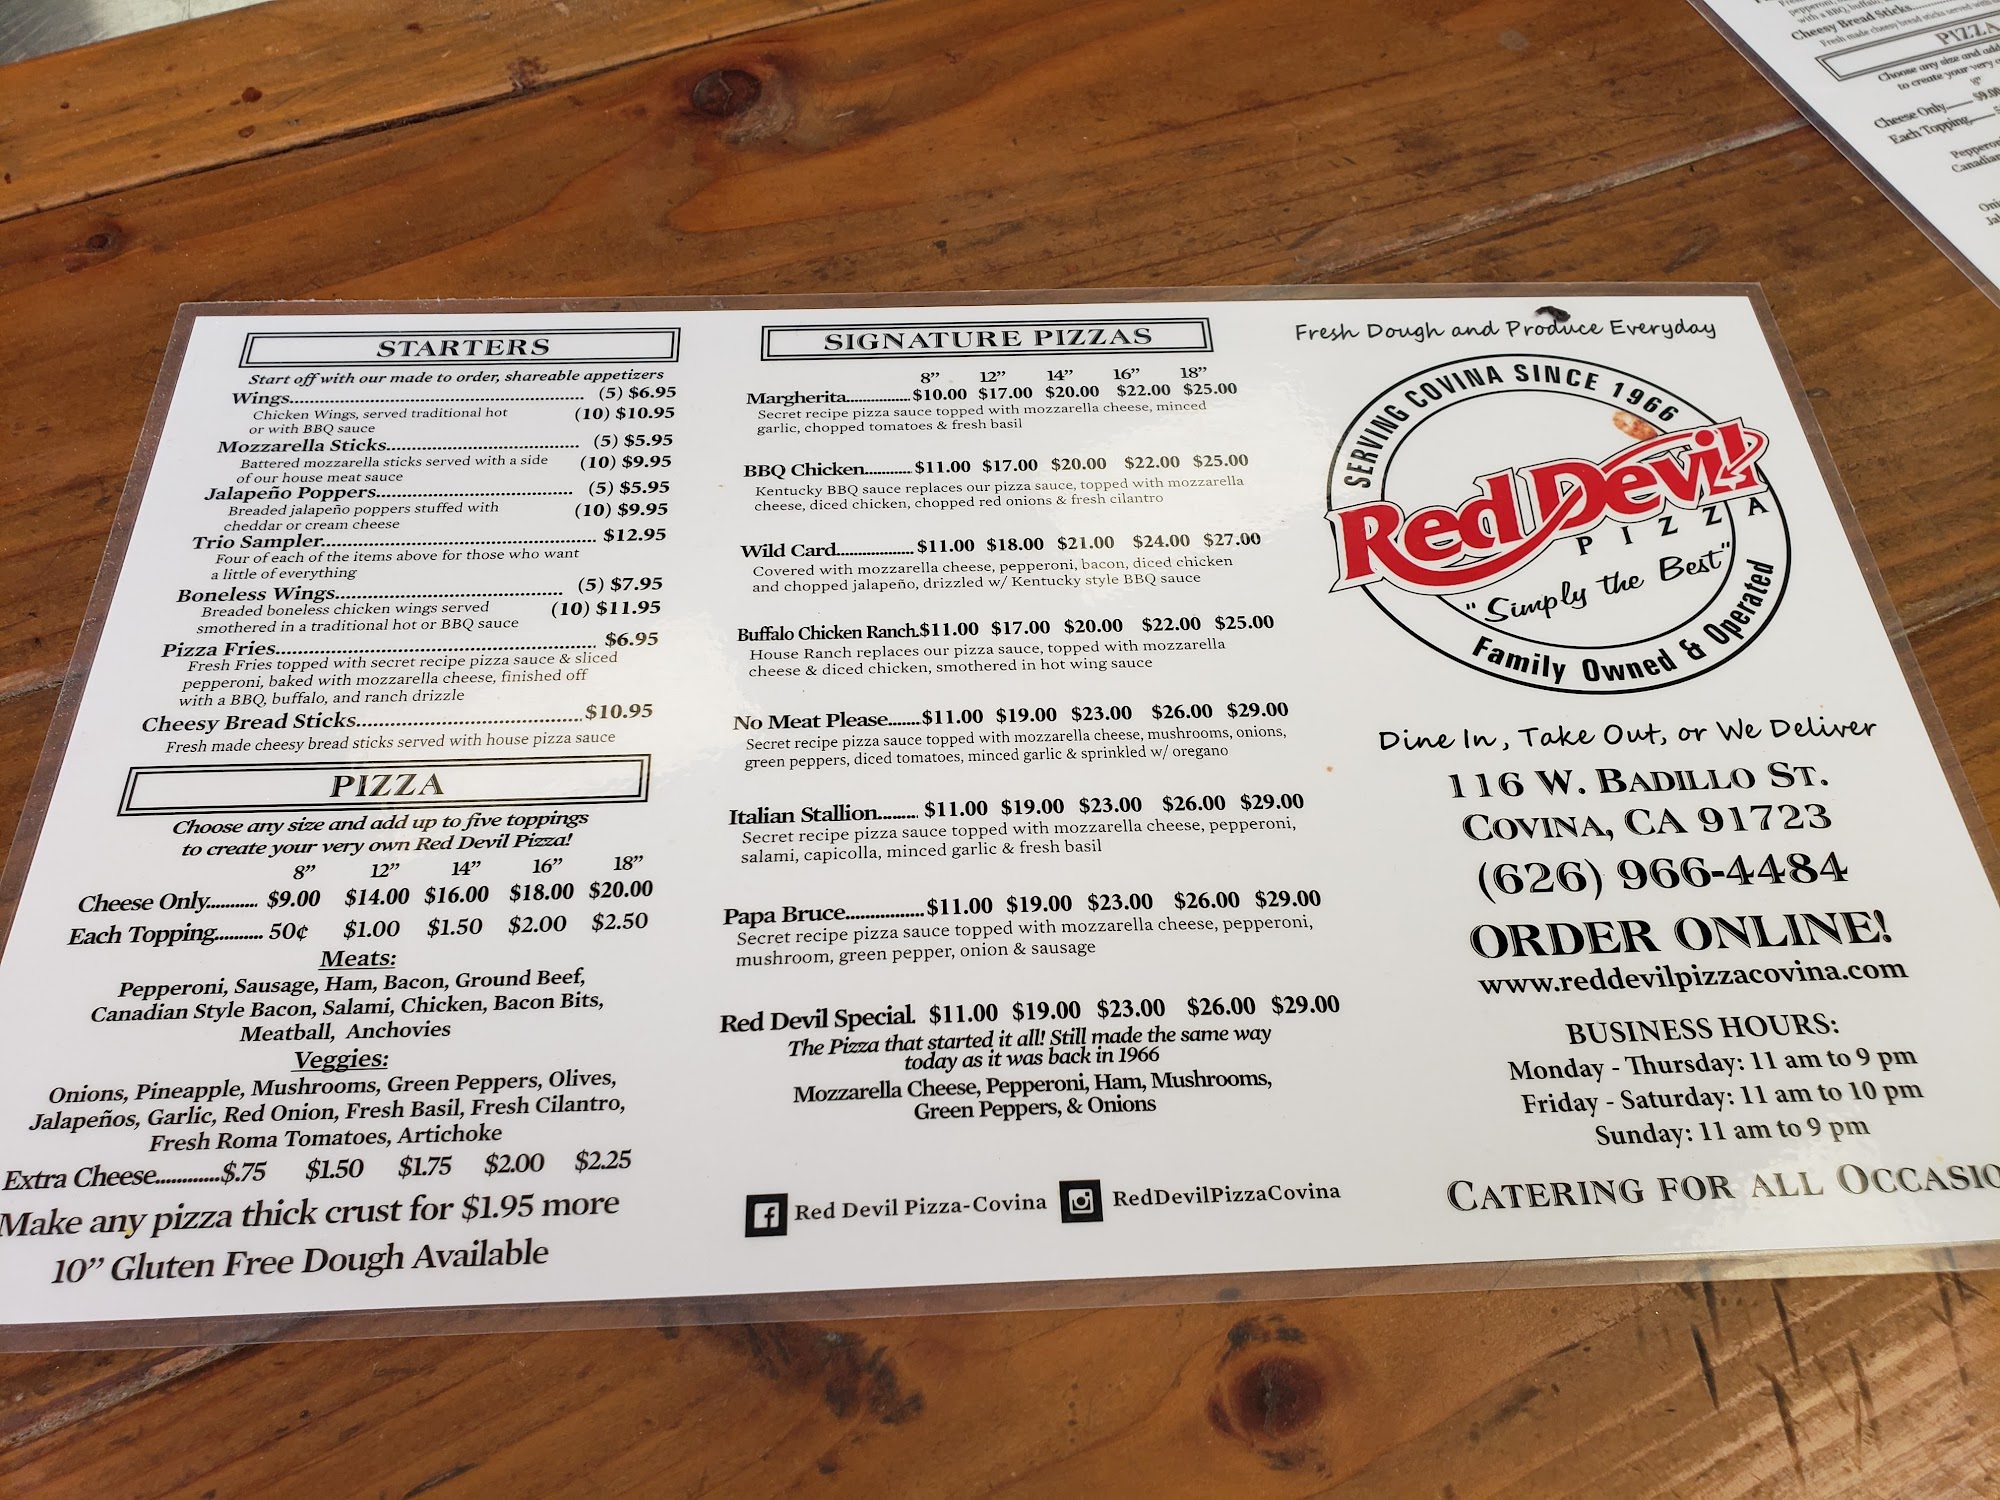 STARTERS
Start off with our made to order, shareable appetizers
Wings.......... (5) $6.95
Chicken Wings, served traditional hot (10) $10.95
or with BBQ sauce
Mozzarella Sticks.......... (5) $5.95
Battered mozzarella sticks served with a side (10) $9.95
of our house meat sauce
Jalapeño Poppers.......... (5) $5.95
Breaded jalapeño poppers stuffed with (10) $9.95
cheddar or cream cheese
Trio Sampler.......... $12.95
Four of each of the items above for those who want
a little of everything
Boneless Wings.......... (5) $7.95
Breaded boneless chicken wings served (10) $11.95
smothered in a traditional hot or BBQ sauce
Pizza Fries.......... $6.95
Fresh Fries topped with secret recipe pizza sauce & sliced
pepperoni, baked with mozzarella cheese, finished off
with a BBQ, buffalo, and ranch drizzle
Cheesy Bread Sticks.......... $10.95
Fresh made cheesy bread sticks served with house pizza sauce
PIZZA
Choose any size and add up to five toppings
to create your very own Red Devil Pizza!
8” 12” 14” 16” 18”
Cheese Only.......... $9.00 $14.00 $16.00 $18.00 $20.00
Each Topping.......... 50¢ $1.00 $1.50 $2.00 $2.50
Meats:
Pepperoni, Sausage, Ham, Bacon, Ground Beef,
Canadian Style Bacon, Salami, Chicken, Bacon Bits,
Meatball, Anchovies
Veggies:
Onions, Pineapple, Mushrooms, Green Peppers, Olives,
Jalapeños, Garlic, Red Onion, Fresh Basil, Fresh Cilantro,
Fresh Roma Tomatoes, Artichoke
Extra Cheese............$.75 $1.50 $1.75 $2.00 $2.25
Make any pizza thick crust for $1.95 more
10” Gluten Free Dough Available
SIGNATURE PIZZAS
8” 12” 14” 16” 18”
Margherita.......... $10.00 $17.00 $20.00 $22.00 $25.00
Secret recipe pizza sauce topped with mozzarella cheese, minced
garlic, chopped tomatoes & fresh basil
BBQ Chicken.......... $11.00 $17.00 $20.00 $22.00 $25.00
Kentucky BBQ sauce replaces our pizza sauce, topped with mozzarella
cheese, diced chicken, chopped red onions & fresh cilantro
Wild Card.......... $11.00 $18.00 $21.00 $24.00 $27.00
Covered with mozzarella cheese, pepperoni, bacon, diced chicken
and chopped jalapeño, drizzled w/ Kentucky style BBQ sauce
Buffalo Chicken Ranch.$11.00 $17.00 $20.00 $22.00 $25.00
House Ranch replaces our pizza sauce, topped with mozzarella
cheese & diced chicken, smothered in hot wing sauce
No Meat Please.......$11.00 $19.00 $23.00 $26.00 $29.00
Secret recipe pizza sauce topped with mozzarella cheese, mushrooms, onions,
green peppers, diced tomatoes, minced garlic & sprinkled w/ oregano
Italian Stallion......... $11.00 $19.00 $23.00 $26.00 $29.00
Secret recipe pizza sauce topped with mozzarella cheese, pepperoni,
salami, capicolla, minced garlic & fresh basil
Papa Bruce..................$11.00 $19.00 $23.00 $26.00 $29.00
Secret recipe pizza sauce topped with mozzarella cheese, pepperoni,
mushroom, green pepper, onion & sausage
Red Devil Special. $11.00 $19.00 $23.00 $26.00 $29.00
The Pizza that started it all! Still made the same way
today as it was back in 1966
Mozzarella Cheese, Pepperoni, Ham, Mushrooms,
Green Peppers, & Onions
Red Devil Pizza-Covina RedDevilPizzaCovina
Fresh Dough and Produce Everyday
SERVING COVINA SINCE 1966
Red Devil
PIZZA
"Simply the Best"
Family Owned & Operated
Dine In, Take Out, or We Deliver
116 W. BADILLO ST.
COVINA, CA 91723
(626) 966-4484
ORDER ONLINE!
www.reddevilpizzacovina.com
BUSINESS HOURS:
Monday - Thursday: 11 am to 9 pm
Friday - Saturday: 11 am to 10 pm
Sunday: 11 am to 9 pm
CATERING FOR ALL OCCASIO
pepperoni,
with a BBQ, buffalo,
Cheesy Bread Sticks
Fresh made cheesy bread sticks served with
PIZZA
Choose any size and add
to create your very
8”
Cheese Only...... $9.00
Each Topping......
Pepperon
Canadian
Oni
Jal